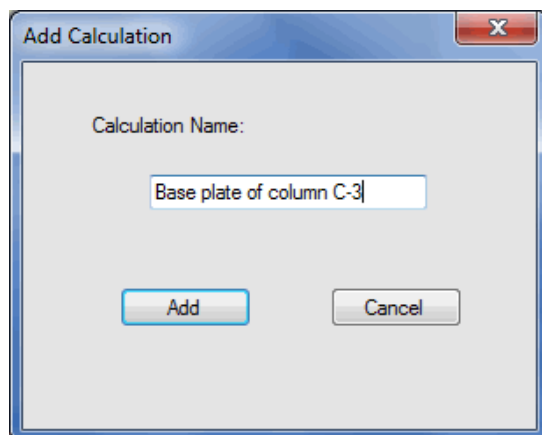 Add Calculation
Calculation Name:
Base plate of column C-3
Add Cancel